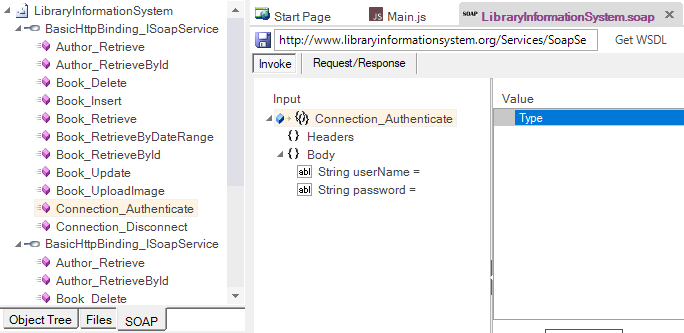 LibraryInformationSystem
BasicHttpBinding_ISoapService
Author_Retrieve
Author_RetrieveById
Book_Delete
Book_Insert
Book_Retrieve
Book_RetrieveByDateRange
Book_RetrieveById
Book_Update
Book_UploadImage
Connection_Authenticate
Connection_Disconnect
BasicHttpBinding_ISoapService
Author_Retrieve
Author_RetrieveById
Book_Delete
Object Tree Files SOAP
Start Page JS Main.js SOAP LibraryInformationSystem.soap
http://www.libraryinformationsystem.org/Services/SoapSe Get WSDL
Invoke Request/Response
Input
{} Connection_Authenticate
{} Headers
{} Body
abl String userName =
abl String password =
Value
Type